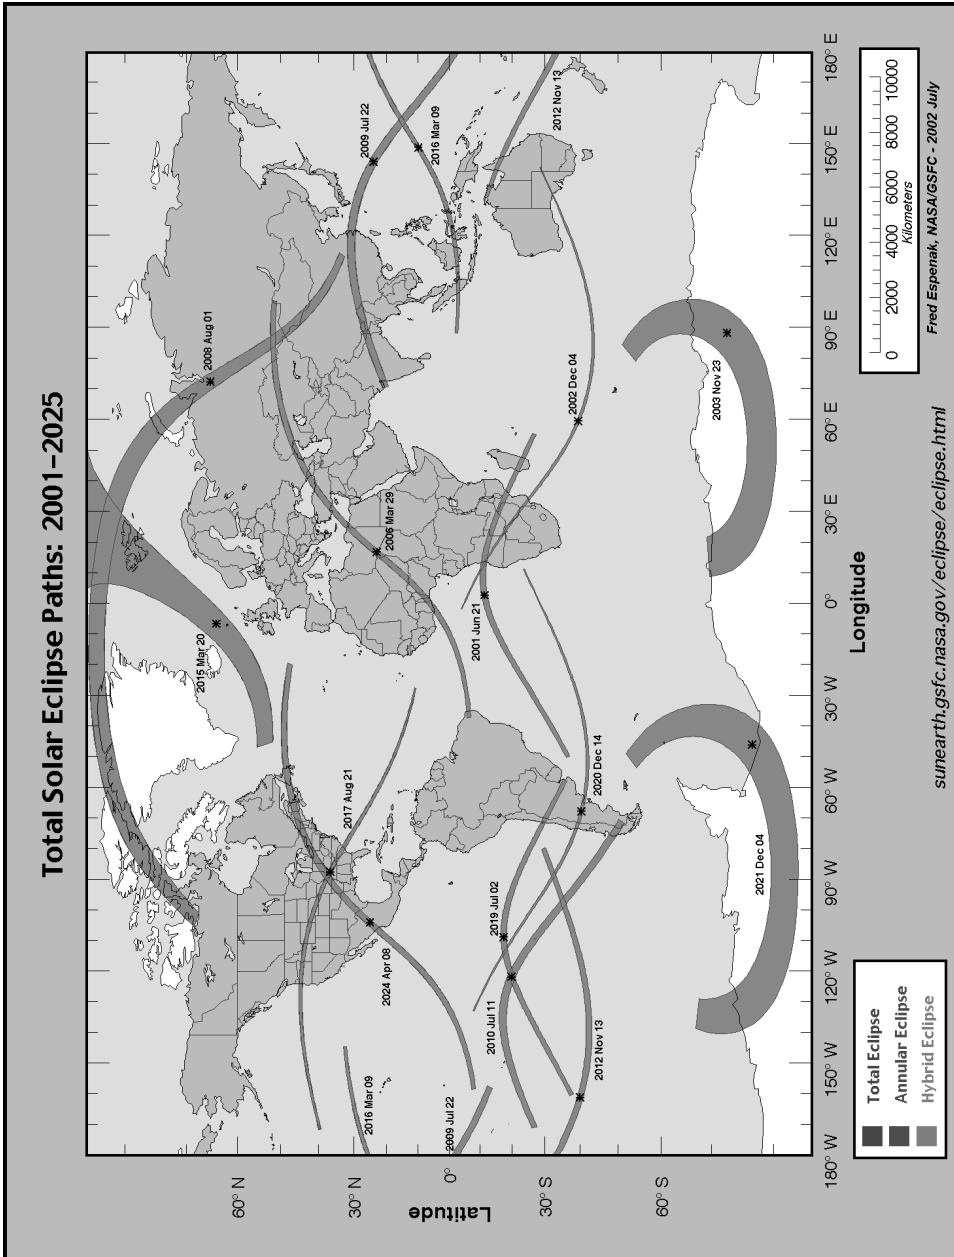 Total Solar Eclipse Paths: 2001–2025
2008 Aug 01
2015 Mar 20
2009 Jul 22
2016 Mar 09
2006 Mar 29
2017 Aug 21
2024 Apr 08
2016 Mar 09
2009 Jul 22
2001 Jun 21
2002 Dec 04
2012 Nov 13
2019 Jul 02
2010 Jul 11
2020 Dec 14
2012 Nov 13
2003 Nov 23
2021 Dec 04
60° N
30° N
0°
30° S
60° S
Latitude
180° W
150° W
120° W
90° W
60° W
30° W
0°
30° E
60° E
90° E
120° E
150° E
180° E
Longitude
Total Eclipse
Annular Eclipse
Hybrid Eclipse
0 2000 4000 6000 8000 10000
Kilometers
Fred Espenak, NASA/GSFC - 2002 July
sunearth.gsfc.nasa.gov/eclipse/eclipse.html